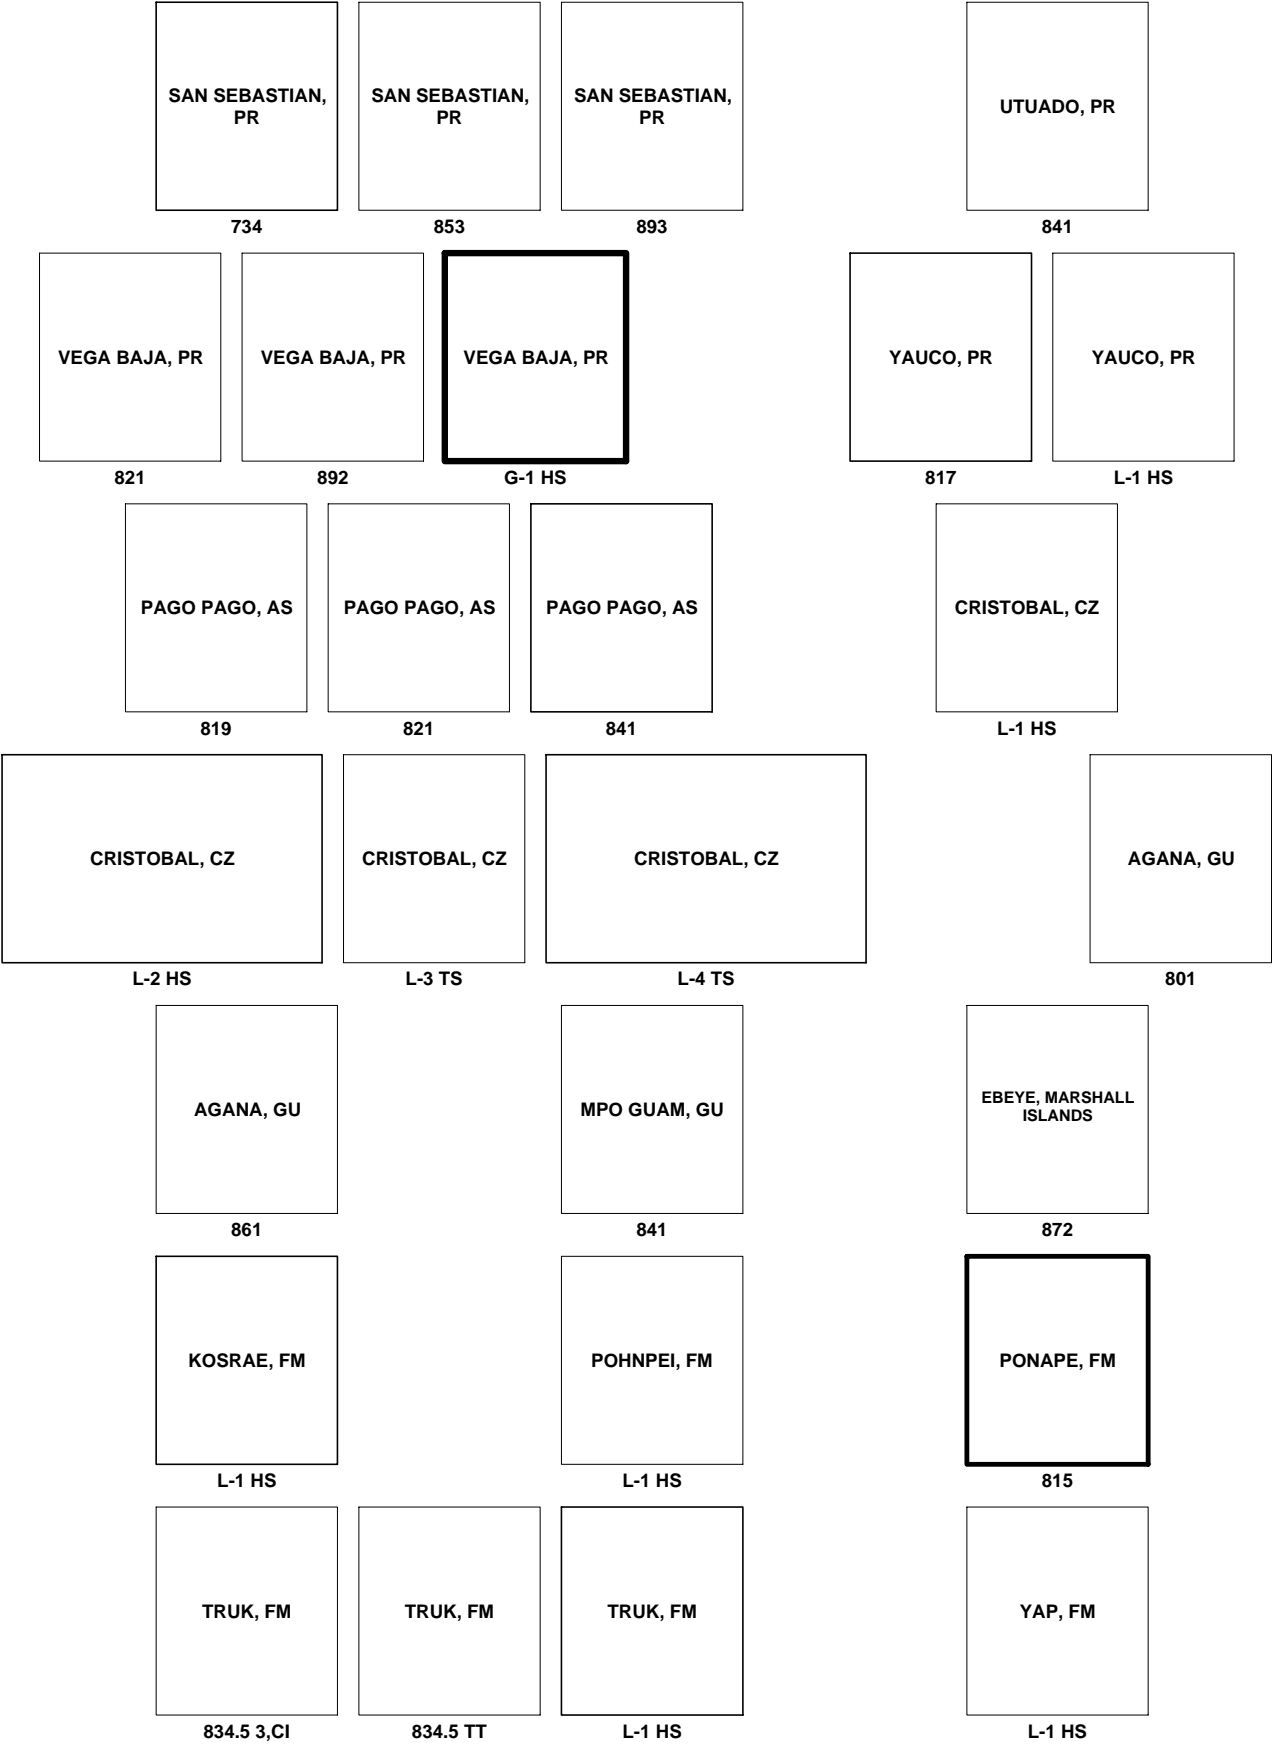 SAN SEBASTIAN,
PR
SAN SEBASTIAN,
PR
SAN SEBASTIAN,
PR
UTUADO, PR
734
853
893
841
VEGA BAJA, PR
VEGA BAJA, PR
VEGA BAJA, PR
YAUCO, PR
YAUCO, PR
821
892
G-1 HS
817
L-1 HS
PAGO PAGO, AS
PAGO PAGO, AS
PAGO PAGO, AS
CRISTOBAL, CZ
819
821
841
L-1 HS
CRISTOBAL, CZ
CRISTOBAL, CZ
CRISTOBAL, CZ
AGANA, GU
L-2 HS
L-3 TS
L-4 TS
801
AGANA, GU
MPO GUAM, GU
EBEYE, MARSHALL
ISLANDS
861
841
872
KOSRAE, FM
POHNPEI, FM
PONAPE, FM
L-1 HS
L-1 HS
815
TRUK, FM
TRUK, FM
TRUK, FM
YAP, FM
834.5 3,CI
834.5 TT
L-1 HS
L-1 HS